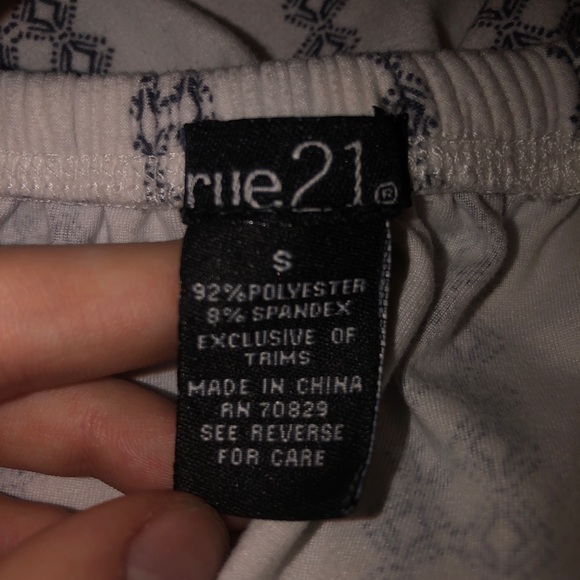 rue21®
S
92%POLYESTER
8% SPANDEX
EXCLUSIVE OF
TRIMS
MADE IN CHINA
RN 70829
SEE REVERSE
FOR CARE